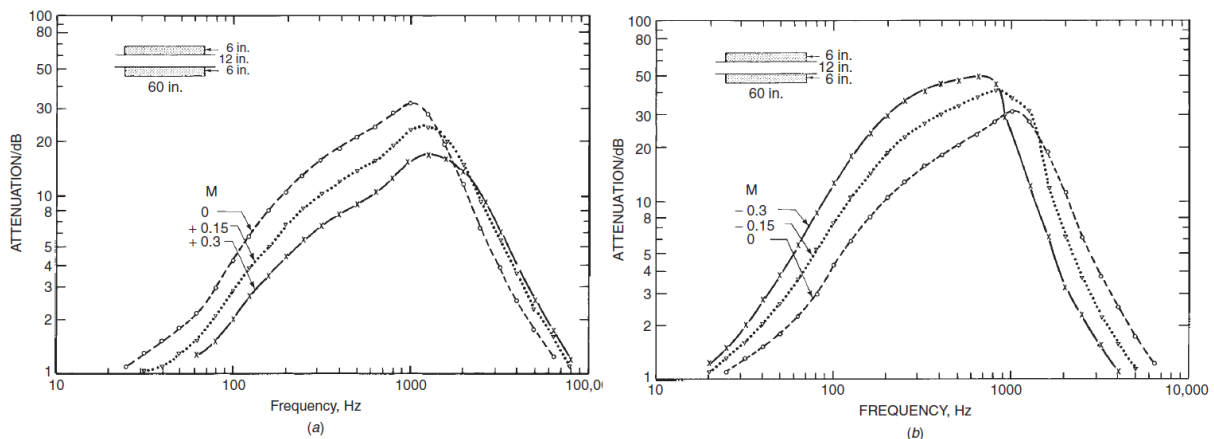 100
80
50
30
20
10
8
5
4
3
2
1
ATTENUATION/dB
6 in.
12 in.
6 in.
60 in.
M
0
+ 0.15
+ 0.3
10
100
1000
100,0
Frequency, Hz
(a)
100
80
50
30
20
10
8
5
4
3
2
1
ATTENUATION/dB
6 in.
12 in.
6 in.
60 in.
M
− 0.3
− 0.15
0
10
100
1000
10,000
FREQUENCY, Hz
(b)